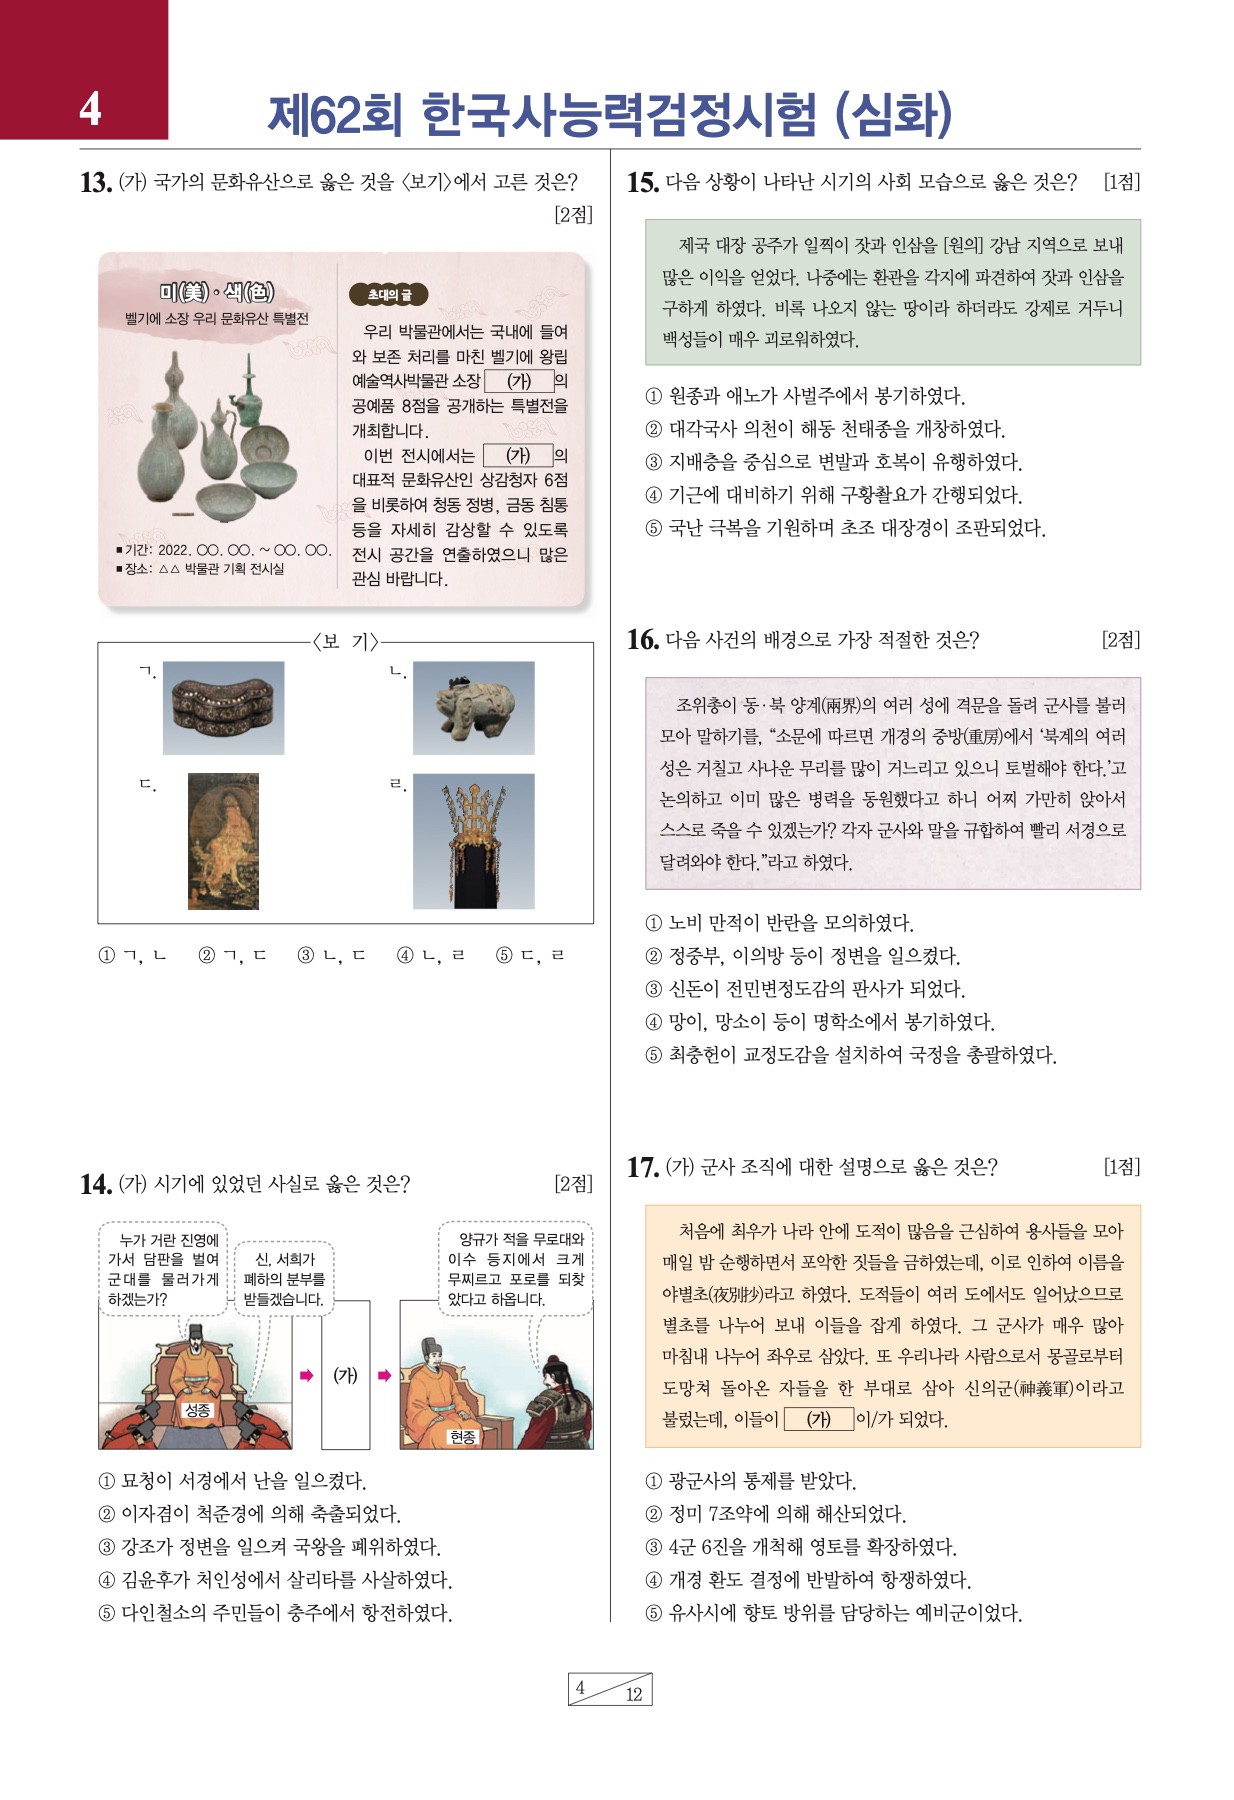 4
제62회 한국사능력검정시험 (심화)
13. (가) 국가의 문화유산으로 옳은 것을 〈보기〉에서 고른 것은?
[2점]
미(美)·색(色)
벨기에 소장 우리 문화유산 특별전
■ 기간: 2022. ○○. ○○. ~ ○○. ○○.
■ 장소: △△ 박물관 기획 전시실
초대의 글
우리 박물관에서는 국내에 들여
와 보존 처리를 마친 벨기에 왕립
예술역사박물관 소장 (가) 의
공예품 8점을 공개하는 특별전을
개최합니다.
이번 전시에서는 (가) 의
대표적 문화유산인 상감청자 6점
을 비롯하여 청동 정병, 금동 침통
등을 자세히 감상할 수 있도록
전시 공간을 연출하였으니 많은
관심 바랍니다.
〈보 기〉
ㄱ. ㄴ.
ㄷ. ㄹ.
① ㄱ, ㄴ ② ㄱ, ㄷ ③ ㄴ, ㄷ ④ ㄴ, ㄹ ⑤ ㄷ, ㄹ
14. (가) 시기에 있었던 사실로 옳은 것은? [2점]
누가 거란 진영에
가서 담판을 벌여
군대를 물러가게
하겠는가?
신, 서희가
폐하의 분부를
받들겠습니다.
성종
(가)
양규가 적을 무로대와
이수 등지에서 크게
무찌르고 포로를 되찾
았다고 하옵니다.
현종
① 묘청이 서경에서 난을 일으켰다.
② 이자겸이 척준경에 의해 축출되었다.
③ 강조가 정변을 일으켜 국왕을 폐위하였다.
④ 김윤후가 처인성에서 살리타를 사살하였다.
⑤ 다인철소의 주민들이 충주에서 항전하였다.
15. 다음 상황이 나타난 시기의 사회 모습으로 옳은 것은? [1점]
제국 대장 공주가 일찍이 잣과 인삼을 [원의] 강남 지역으로 보내
많은 이익을 얻었다. 나중에는 환관을 각지에 파견하여 잣과 인삼을
구하게 하였다. 비록 나오지 않는 땅이라 하더라도 강제로 거두니
백성들이 매우 괴로워하였다.
① 원종과 애노가 사벌주에서 봉기하였다.
② 대각국사 의천이 해동 천태종을 개창하였다.
③ 지배층을 중심으로 변발과 호복이 유행하였다.
④ 기근에 대비하기 위해 구황촬요가 간행되었다.
⑤ 국난 극복을 기원하며 초조 대장경이 조판되었다.
16. 다음 사건의 배경으로 가장 적절한 것은? [2점]
조위총이 동·북 양계(兩界)의 여러 성에 격문을 돌려 군사를 불러
모아 말하기를, “소문에 따르면 개경의 중방(重房)에서 ‘북계의 여러
성은 거칠고 사나운 무리를 많이 거느리고 있으니 토벌해야 한다.’고
논의하고 이미 많은 병력을 동원했다고 하니 어찌 가만히 앉아서
스스로 죽을 수 있겠는가? 각자 군사와 말을 규합하여 빨리 서경으로
달려와야 한다.”라고 하였다.
① 노비 만적이 반란을 모의하였다.
② 정중부, 이의방 등이 정변을 일으켰다.
③ 신돈이 전민변정도감의 판사가 되었다.
④ 망이, 망소이 등이 명학소에서 봉기하였다.
⑤ 최충헌이 교정도감을 설치하여 국정을 총괄하였다.
17. (가) 군사 조직에 대한 설명으로 옳은 것은? [1점]
처음에 최우가 나라 안에 도적이 많음을 근심하여 용사들을 모아
매일 밤 순행하면서 포악한 짓들을 금하였는데, 이로 인하여 이름을
야별초(夜別抄)라고 하였다. 도적들이 여러 도에서도 일어났으므로
별초를 나누어 보내 이들을 잡게 하였다. 그 군사가 매우 많아
마침내 나누어 좌우로 삼았다. 또 우리나라 사람으로서 몽골로부터
도망쳐 돌아온 자들을 한 부대로 삼아 신의군(神義軍)이라고
불렀는데, 이들이 (가) 이/가 되었다.
① 광군사의 통제를 받았다.
② 정미 7조약에 의해 해산되었다.
③ 4군 6진을 개척해 영토를 확장하였다.
④ 개경 환도 결정에 반발하여 항쟁하였다.
⑤ 유사시에 향토 방위를 담당하는 예비군이었다.
4 12